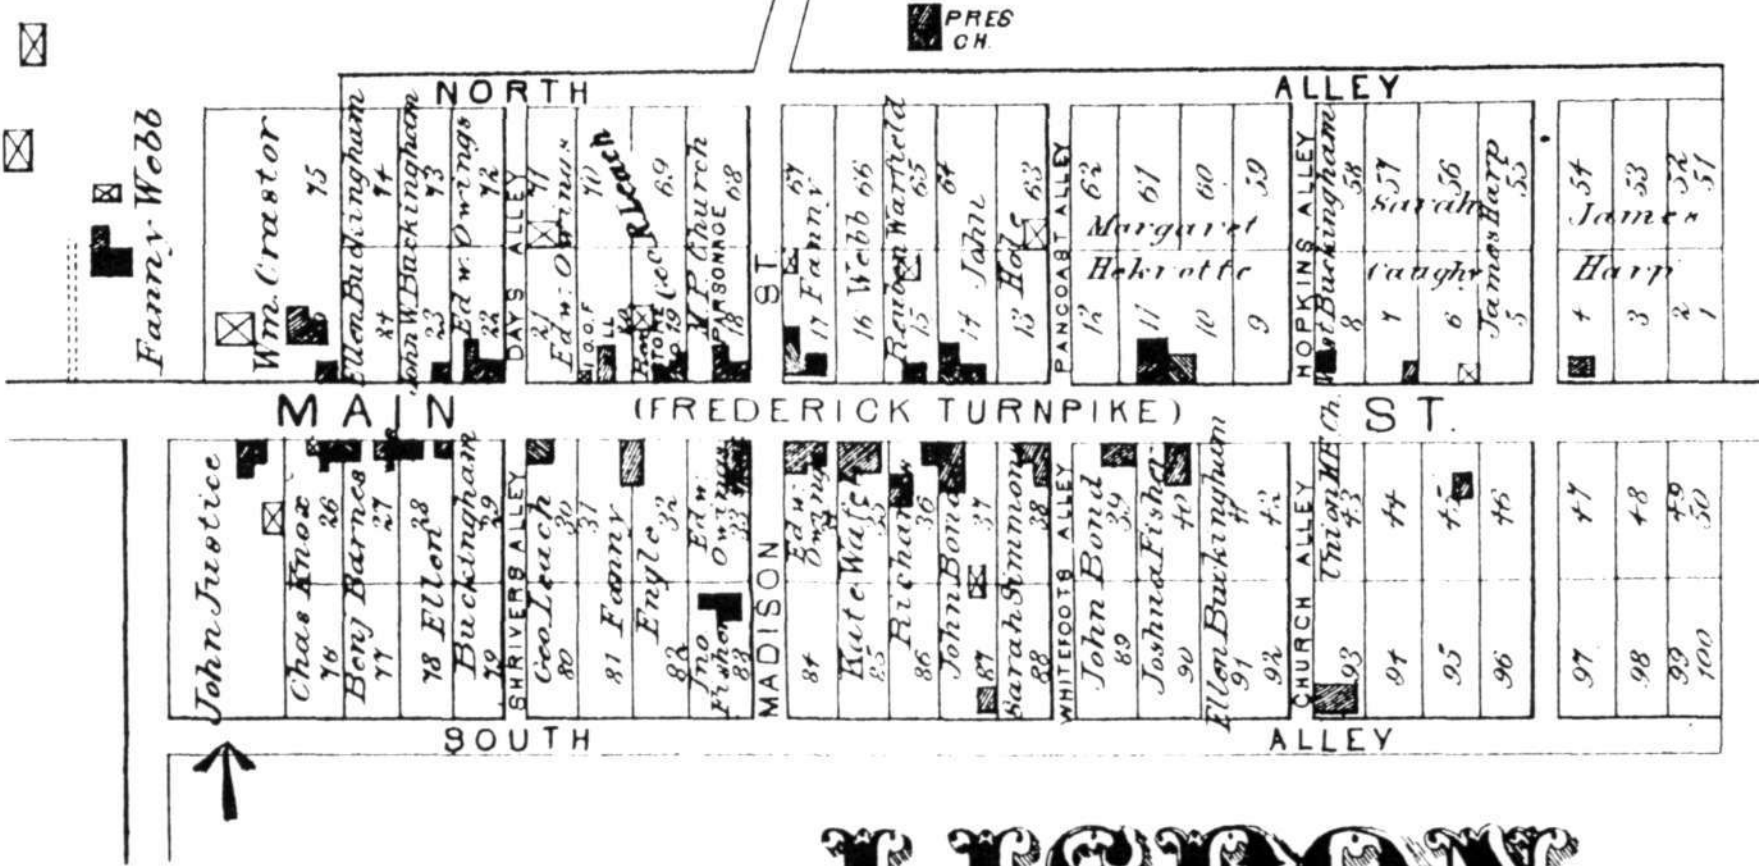 PRES
CH.
NORTH ALLEY
Fanny Webb
Wm. Crastor
75
Ellen Buckingham
74
24
John W. Buckingham
73
23
Edw. Owings
72
22
DAYS ALLEY
71
21
Edw. Owings
70
I.O.O.F
R Leach
69
STORE
No 19
M.P. Church
68
PARSONAGE
18
ST
67
17 Fanny
Webb 66
16
Reuben Warfield
65
15
64
14 John
63
13
PANCOAST ALLEY
62 61 60 59
Margaret
Hekrotte
12 11 10 9
HOPKINS ALLEY
Buckingham
58
8
57 56
Sarah
7 6
James Harp
55
5
54 53 52 51
James
Harp
4 3 2 1
MAIN (FREDERICK TURNPIKE) ST.
John Justice
Chas Knox
26
76
Benj Barnes
27
77
28
78 Ellen
Buckingham
29
79
SHRIVERS ALLEY
Geo. Leach
30
80
31
81 Fanny
Engle
32
82
Edw.
Owings
33
Jno
Fisher
83
MADISON
Edw.
Owings
84
Kate
85
Richard
36
86
John Bond
37
87
Sarah Simmons
38
88
WHITEFOOTS ALLEY
John Bond
39
89
Joshua Fisher
40
90
Ellen Buckingham
41
91
42
92
CHURCH ALLEY
Union M.E. Ch.
43
93
44
94
45
95
46
96
47
97
48
98
49
99
50
100
SOUTH ALLEY
LISBON